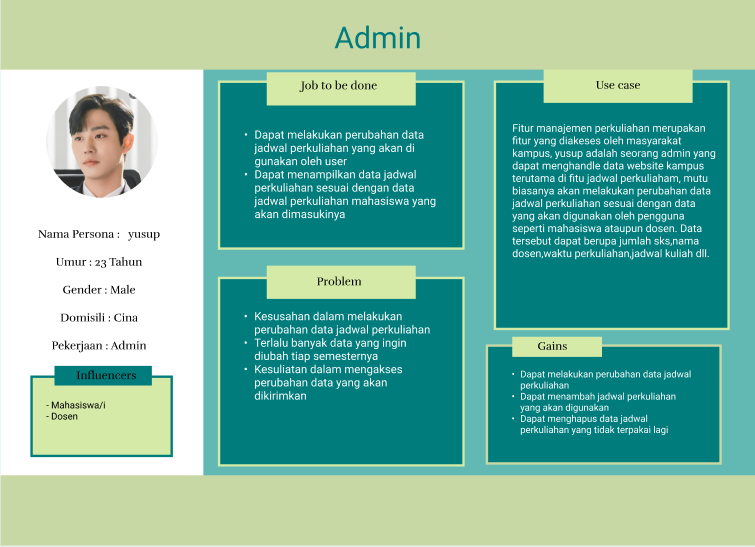 Admin
Nama Persona : yusup
Umur : 23 Tahun
Gender : Male
Domisili : Cina
Pekerjaan : Admin
Influencers
- Mahasiswa/i
- Dosen
Job to be done
• Dapat melakukan perubahan data
jadwal perkuliahan yang akan di
gunakan oleh user
• Dapat menampilkan data jadwal
perkuliahan sesuai dengan data
jadwal perkuliahan mahasiswa yang
akan dimasukinya
Problem
• Kesusahan dalam melakukan
perubahan data jadwal perkuliahan
• Terlalu banyak data yang ingin
diubah tiap semesternya
• Kesuliatan dalam mengakses
perubahan data yang akan
dikirimkan
Use case
Fitur manajemen perkuliahan merupakan
fitur yang diakeses oleh masyarakat
kampus, yusup adalah seorang admin yang
dapat menghandle data website kampus
terutama di fitu jadwal perkuliaham, mutu
biasanya akan melakukan perubahan data
jadwal perkuliahan sesuai dengan data
yang akan digunakan oleh pengguna
seperti mahasiswa ataupun dosen. Data
tersebut dapat berupa jumlah sks,nama
dosen,waktu perkuliahan,jadwal kuliah dll.
Gains
• Dapat melakukan perubahan data jadwal
perkuliahan
• Dapat menambah jadwal perkuliahan
yang akan digunakan
• Dapat menghapus data jadwal
perkuliahan yang tidak terpakai lagi